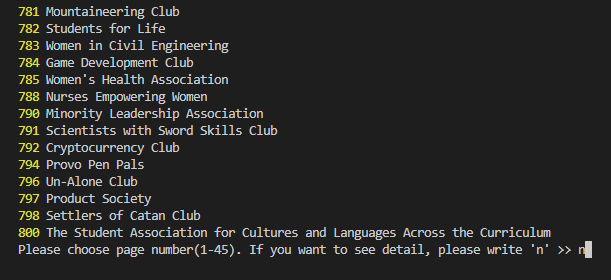 781 Mountaineering Club
782 Students for Life
783 Women in Civil Engineering
784 Game Development Club
785 Women's Health Association
788 Nurses Empowering Women
790 Minority Leadership Association
791 Scientists with Sword Skills Club
792 Cryptocurrency Club
794 Provo Pen Pals
796 Un-Alone Club
797 Product Society
798 Settlers of Catan Club
800 The Student Association for Cultures and Languages Across the Curriculum
Please choose page number(1-45). If you want to see detail, please write 'n' >> n